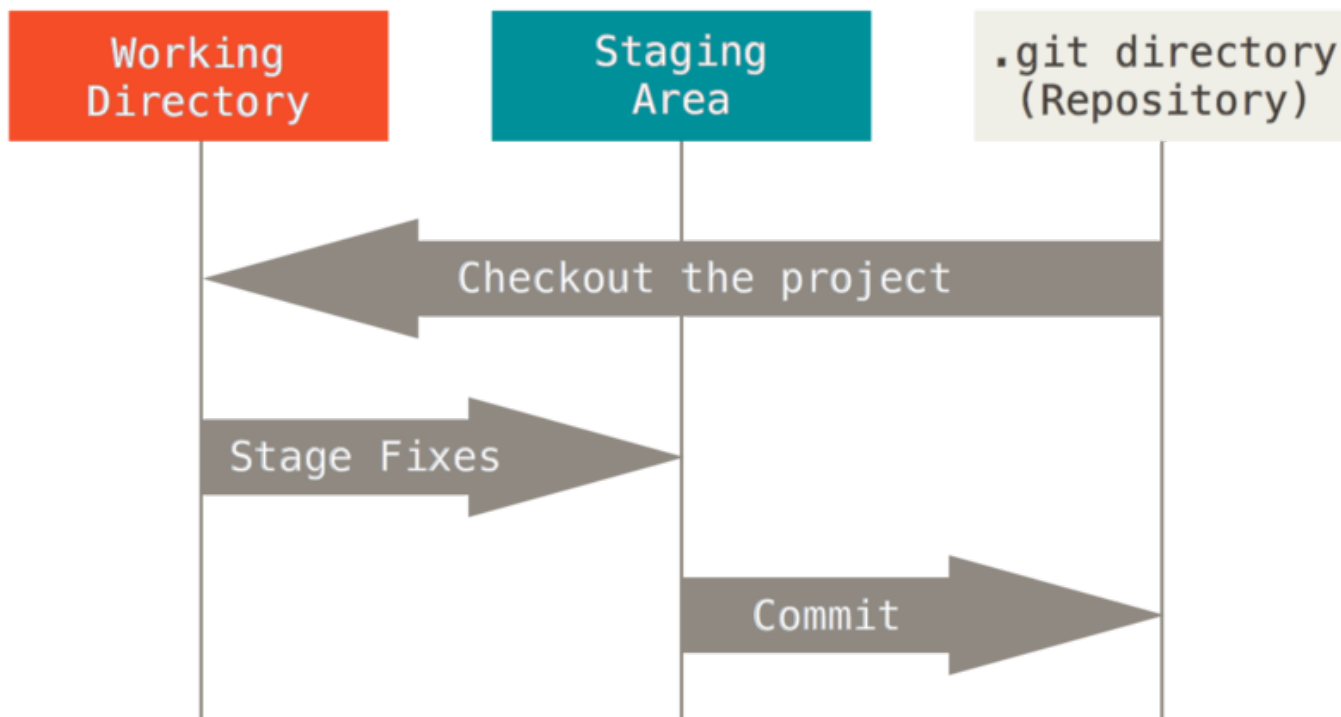 Working
Directory
Staging
Area
.git directory
(Repository)
Checkout the project
Stage Fixes
Commit